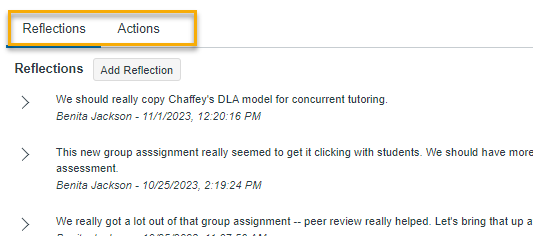 Reflections Actions
Reflections Add Reflection
We should really copy Chaffey's DLA model for concurrent tutoring.
Benita Jackson - 11/1/2023, 12:20:16 PM
This new group asssignment really seemed to get it clicking with students. We should have more
assessment.
Benita Jackson - 10/25/2023, 2:19:24 PM
We really got a lot out of that group assignment -- peer review really helped. Let's bring that up a
Benita Jackson